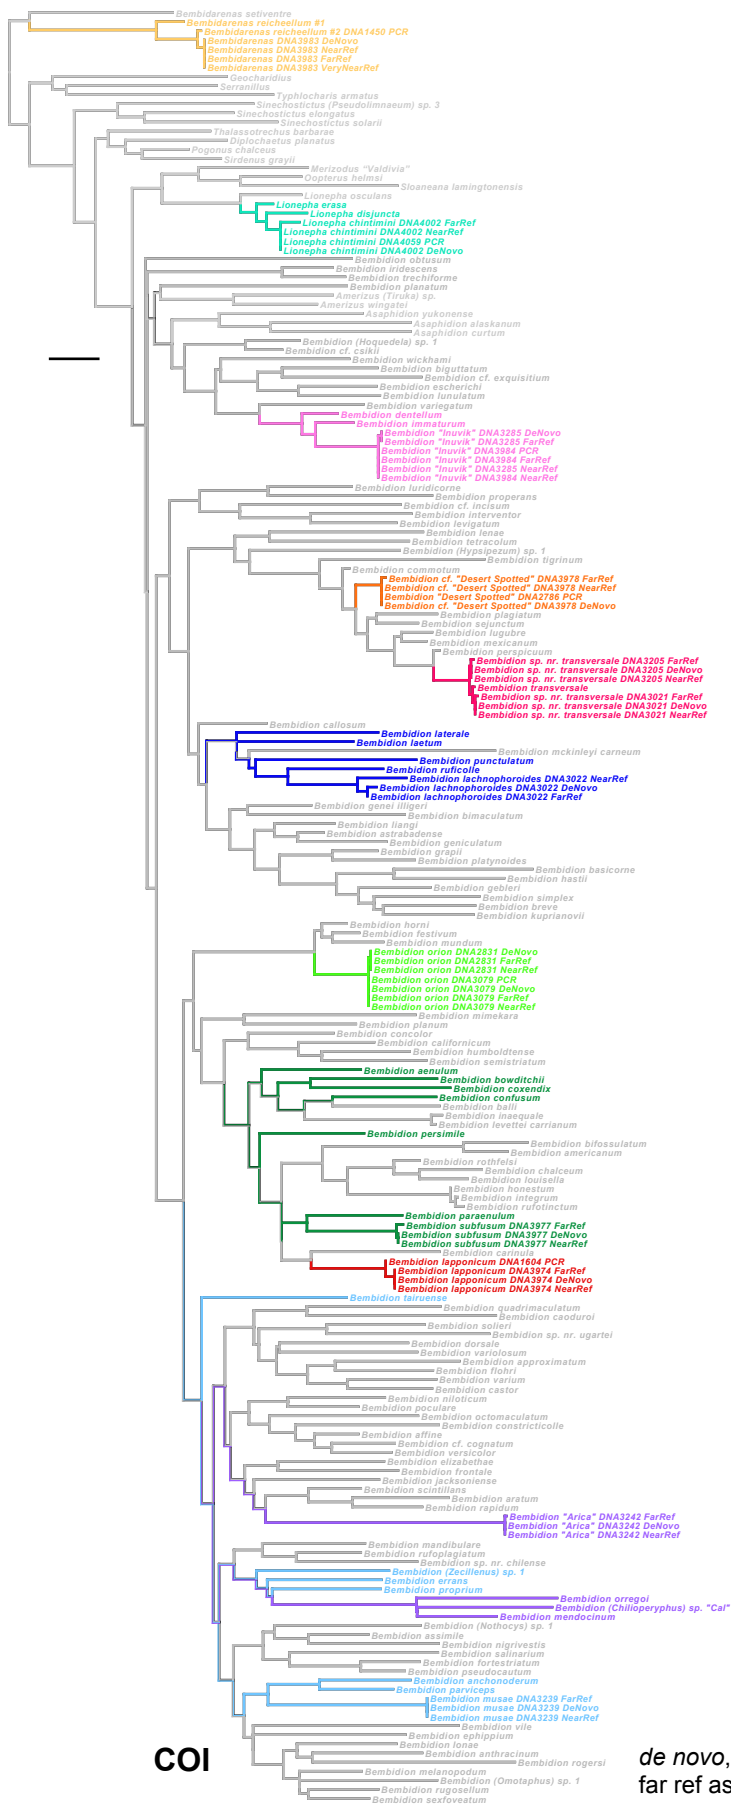 Bembidarenas setiventre
Bembidarenas reicheellum #1
Bembidarenas reicheellum #2 DNA1450 PCR
Bembidarenas DNA3983 DeNovo
Bembidarenas DNA3983 NearRef
Bembidarenas DNA3983 FarRef
Bembidarenas DNA3983 VeryNearRef
Geocharidius
Serranillus
Typhlocharis armatus
Sinechostictus (Pseudolimnaeum) sp. 3
Sinechostictus elongatus
Sinechostictus solarii
Thalassotrechus barbarae
Diplochaetus planatus
Pogonus chalceus
Sirdenus grayii
Merizodus "Valdivia"
Oopterus helmsi
Sloaneana lamingtonensis
Lionepha osculans
Lionepha erasa
Lionepha disjuncta
Lionepha chintimini DNA4002 FarRef
Lionepha chintimini DNA4002 NearRef
Lionepha chintimini DNA4059 PCR
Lionepha chintimini DNA4002 DeNovo
Bembidion obtusum
Bembidion iridescens
Bembidion trechiforme
Bembidion planatum
Amerizus (Tiruka) sp.
Amerizus wingatei
Asaphidion yukonense
Asaphidion alaskanum
Asaphidion curtum
Bembidion (Hoquedela) sp. 1
Bembidion cf. csikii
Bembidion wickhami
Bembidion biguttatum
Bembidion cf. exquisitium
Bembidion escherichi
Bembidion lunulatum
Bembidion variegatum
Bembidion dentellum
Bembidion immaturum
Bembidion "Inuvik" DNA3285 DeNovo
Bembidion "Inuvik" DNA3285 FarRef
Bembidion "Inuvik" DNA3984 PCR
Bembidion "Inuvik" DNA3984 FarRef
Bembidion "Inuvik" DNA3285 NearRef
Bembidion "Inuvik" DNA3984 NearRef
Bembidion luridicorne
Bembidion properans
Bembidion cf. incisum
Bembidion interventor
Bembidion levigatum
Bembidion lenae
Bembidion tetracolum
Bembidion (Hypsipezum) sp. 1
Bembidion tigrinum
Bembidion commotum
Bembidion cf. "Desert Spotted" DNA3978 FarRef
Bembidion cf. "Desert Spotted" DNA3978 NearRef
Bembidion "Desert Spotted" DNA2786 PCR
Bembidion cf. "Desert Spotted" DNA3978 DeNovo
Bembidion plagiatum
Bembidion sejunctum
Bembidion lugubre
Bembidion mexicanum
Bembidion perspicuum
Bembidion sp. nr. transversale DNA3205 FarRef
Bembidion sp. nr. transversale DNA3205 DeNovo
Bembidion sp. nr. transversale DNA3205 NearRef
Bembidion transversale
Bembidion sp. nr. transversale DNA3021 FarRef
Bembidion sp. nr. transversale DNA3021 DeNovo
Bembidion sp. nr. transversale DNA3021 NearRef
Bembidion callosum
Bembidion laterale
Bembidion laetum
Bembidion mckinleyi carneum
Bembidion punctulatum
Bembidion ruficolle
Bembidion lachnophoroides DNA3022 NearRef
Bembidion lachnophoroides DNA3022 DeNovo
Bembidion lachnophoroides DNA3022 FarRef
Bembidion genei illigeri
Bembidion bimaculatum
Bembidion liangi
Bembidion astrabadense
Bembidion geniculatum
Bembidion grapii
Bembidion platynoides
Bembidion basicorne
Bembidion hastii
Bembidion gebleri
Bembidion simplex
Bembidion breve
Bembidion kuprianovii
Bembidion horni
Bembidion festivum
Bembidion mundum
Bembidion orion DNA2831 DeNovo
Bembidion orion DNA2831 FarRef
Bembidion orion DNA2831 NearRef
Bembidion orion DNA3079 PCR
Bembidion orion DNA3079 DeNovo
Bembidion orion DNA3079 FarRef
Bembidion orion DNA3079 NearRef
Bembidion mimekara
Bembidion planum
Bembidion concolor
Bembidion californicum
Bembidion humboldtense
Bembidion semistriatum
Bembidion aenulum
Bembidion bowditchii
Bembidion coxendix
Bembidion confusum
Bembidion balli
Bembidion inaequale
Bembidion levettei carrianum
Bembidion persimile
Bembidion bifossulatum
Bembidion americanum
Bembidion rothfelsi
Bembidion chalceum
Bembidion louisella
Bembidion honestum
Bembidion integrum
Bembidion rufotinctum
Bembidion paraenulum
Bembidion subfusum DNA3977 FarRef
Bembidion subfusum DNA3977 DeNovo
Bembidion subfusum DNA3977 NearRef
Bembidion carinula
Bembidion lapponicum DNA1604 PCR
Bembidion lapponicum DNA3974 FarRef
Bembidion lapponicum DNA3974 DeNovo
Bembidion lapponicum DNA3974 NearRef
Bembidion tairuense
Bembidion quadrimaculatum
Bembidion caoduroi
Bembidion solieri
Bembidion sp. nr. ugartei
Bembidion dorsale
Bembidion variolosum
Bembidion approximatum
Bembidion flohri
Bembidion varium
Bembidion castor
Bembidion niloticum
Bembidion poculare
Bembidion octomaculatum
Bembidion constricticolle
Bembidion affine
Bembidion cf. cognatum
Bembidion versicolor
Bembidion elizabethae
Bembidion frontale
Bembidion jacksoniense
Bembidion scintillans
Bembidion aratum
Bembidion rapidum
Bembidion "Arica" DNA3242 FarRef
Bembidion "Arica" DNA3242 DeNovo
Bembidion "Arica" DNA3242 NearRef
Bembidion mandibulare
Bembidion rufoplagiatum
Bembidion sp. nr. chilense
Bembidion (Zecillenus) sp. 1
Bembidion errans
Bembidion proprium
Bembidion orregoi
Bembidion (Chilioperyphus) sp. "Cal"
Bembidion mendocinum
Bembidion (Nothocys) sp. 1
Bembidion assimile
Bembidion nigrivestis
Bembidion salinarium
Bembidion fortestriatum
Bembidion pseudocautum
Bembidion anchonoderum
Bembidion parviceps
Bembidion musae DNA3239 FarRef
Bembidion musae DNA3239 DeNovo
Bembidion musae DNA3239 NearRef
Bembidion vile
Bembidion ephippium
Bembidion ionae
Bembidion anthracinum
Bembidion rogersi
Bembidion melanopodum
Bembidion (Omotaphus) sp. 1
Bembidion rugosellum
Bembidion sexfoveatum
COI
de novo,
far ref as